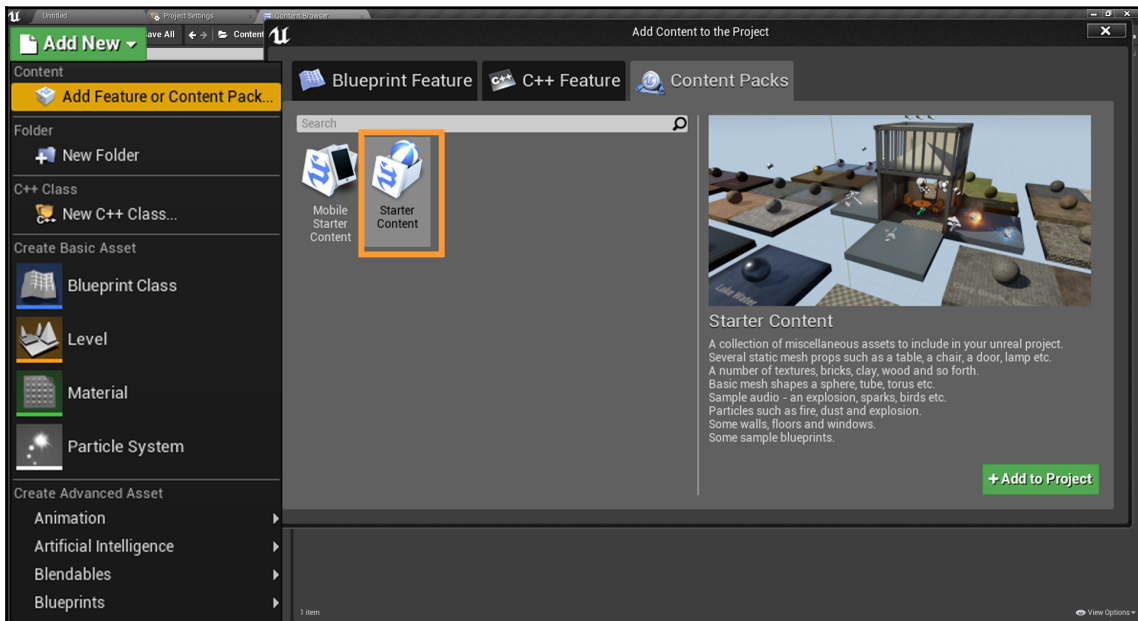 Untitled
Project Settings
Content Browser
Add New
ave All
Content
Add Content to the Project
Content
Add Feature or Content Pack...
Folder
New Folder
C++ Class
New C++ Class...
Create Basic Asset
Blueprint Class
Level
Material
Particle System
Create Advanced Asset
Animation
Artificial Intelligence
Blendables
Blueprints
Blueprint Feature
C++
C++ Feature
Content Packs
Search
Mobile
Starter
Content
Starter
Content
Lake Water
Starter Content
A collection of miscellaneous assets to include in your unreal project.
Several static mesh props such as a table, a chair, a door, lamp etc.
A number of textures, bricks, clay, wood and so forth.
Basic mesh shapes a sphere, tube, torus etc.
Sample audio - an explosion, sparks, birds etc.
Particles such as fire, dust and explosion.
Some walls, floors and windows.
Some sample blueprints.
+ Add to Project
1 item
View Options